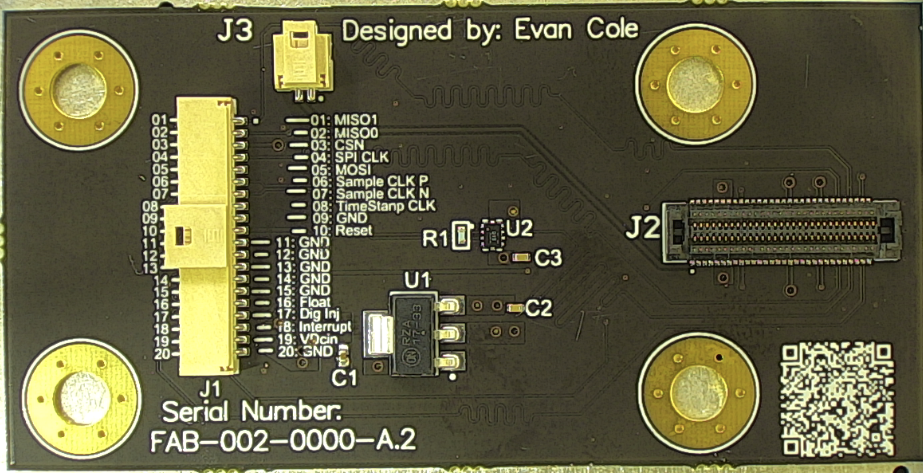 J3 Designed by: Evan Cole
01 01: MISO1
02 02: MISO0
03 03: CSN
04 04: SPI CLK
05 05: MOSI
06 06: Sample CLK P
07 07: Sample CLK N
08 08: TimeStanp CLK
09 09: GND
10 10: Reset
11 11: GND
12 12: GND
13 13: GND
14 14: GND
15 15: GND
16 16: Float
17 17: Dig Inj
18 18: Interrupt
19 19: VDcin
20 20: GND
J2
R1 U2
C3
U1
C2
RZA
17-33
ON
C1
J1
Serial Number:
FAB-002-0000-A.2